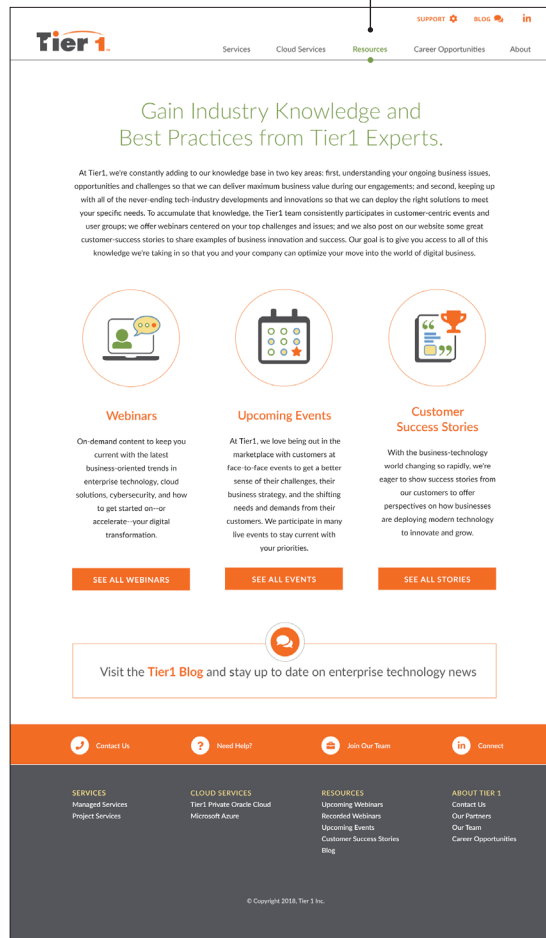 SUPPORT BLOG in
Tier 1
Services Cloud Services Resources Career Opportunities About
Gain Industry Knowledge and
Best Practices from Tier1 Experts.
At Tier1, we're constantly adding to our knowledge base in two key areas: first, understanding your ongoing business issues,
opportunities and challenges so that we can deliver maximum business value during our engagements; and second, keeping up
with all of the never-ending tech-industry developments and innovations so that we can deploy the right solutions to meet
your specific needs. To accumulate that knowledge, the Tier1 team consistently participates in customer-centric events and
user groups; we offer webinars centered on your top challenges and issues; and we also post on our website some great
customer-success stories to share examples of business innovation and success. Our goal is to give you access to all of this
knowledge we're taking in so that you and your company can optimize your move into the world of digital business.
Webinars
On-demand content to keep you
current with the latest
business-oriented trends in
enterprise technology, cloud
solutions, cybersecurity, and how
to get started on--or
accelerate--your digital
transformation.
SEE ALL WEBINARS
Upcoming Events
At Tier1, we love being out in the
marketplace with customers at
face-to-face events to get a better
sense of their challenges, their
business strategy, and the shifting
needs and demands from their
customers. We participate in many
live events to stay current with
your priorities.
SEE ALL EVENTS
Customer
Success Stories
With the business-technology
world changing so rapidly, we're
eager to show success stories from
our customers to offer
perspectives on how businesses
are deploying modern technology
to innovate and grow.
SEE ALL STORIES
Visit the Tier1 Blog and stay up to date on enterprise technology news
Contact Us ? Need Help? Join Our Team in Connect
SERVICES
Managed Services
Project Services
CLOUD SERVICES
Tier1 Private Oracle Cloud
Microsoft Azure
RESOURCES
Upcoming Webinars
Recorded Webinars
Upcoming Events
Customer Success Stories
Blog
ABOUT TIER 1
Contact Us
Our Partners
Our Team
Career Opportunities
© Copyright 2018, Tier 1 Inc.